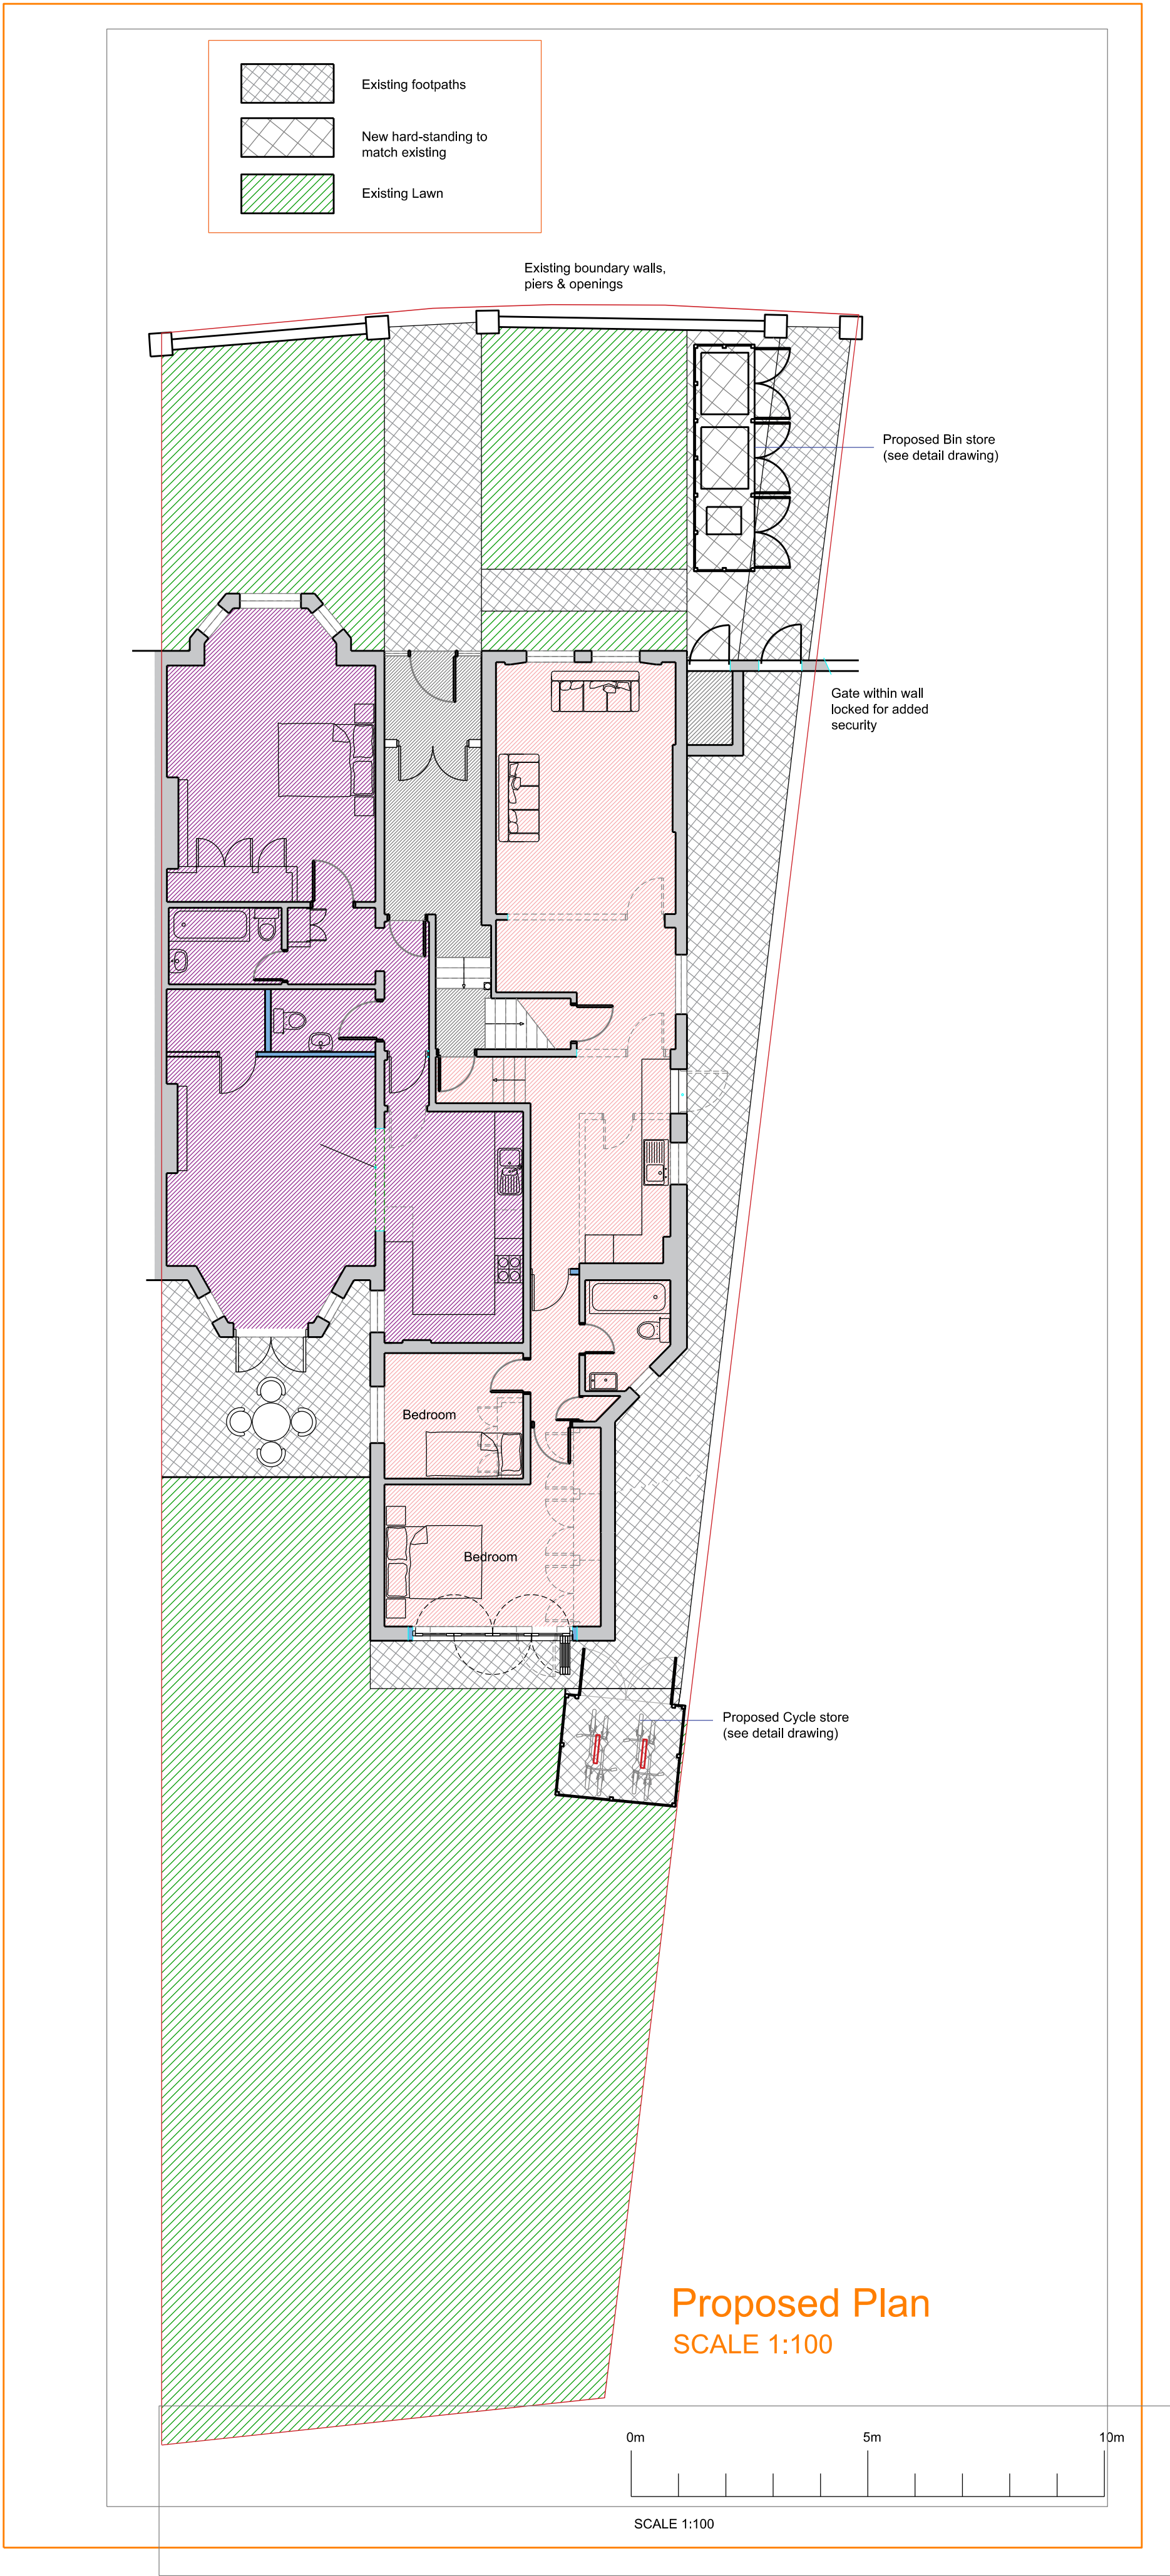 Existing footpaths
New hard-standing to
match existing
Existing Lawn
Existing boundary walls,
piers & openings
Proposed Bin store
(see detail drawing)
Gate within wall
locked for added
security
Bedroom
Bedroom
Proposed Cycle store
(see detail drawing)
Proposed Plan
SCALE 1:100
0m 5m 10m
SCALE 1:100